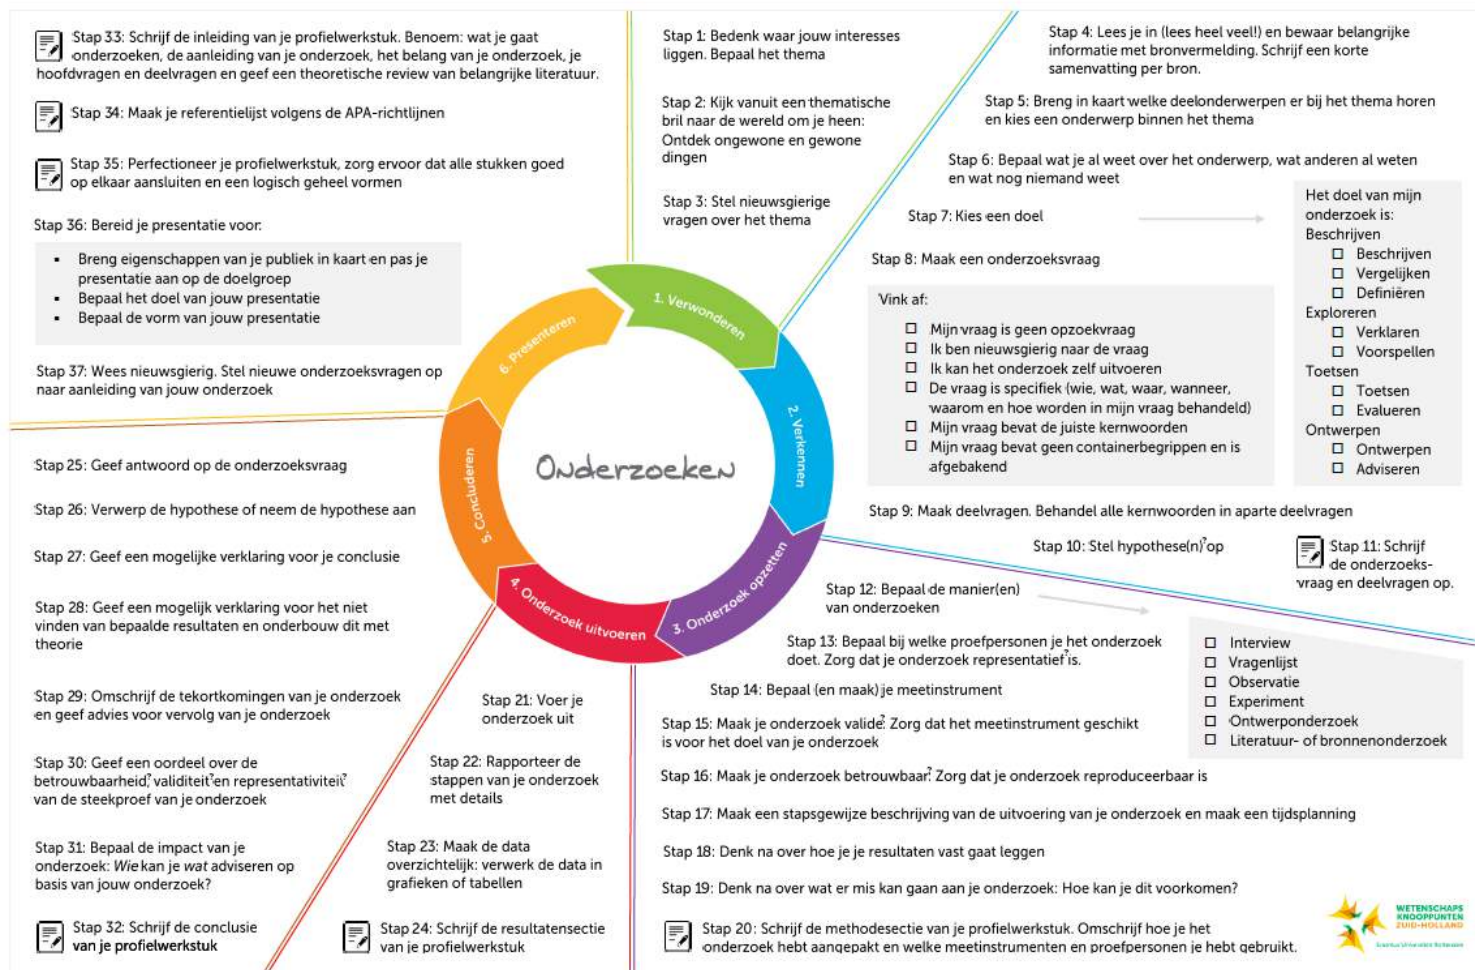 Stap 1: Bedenk waar jouw interesses
liggen. Bepaal het thema
Stap 2: Kijk vanuit een thematische
bril naar de wereld om je heen:
Ontdek ongewone en gewone
dingen
Stap 3: Stel nieuwsgierige
vragen over het thema
Stap 4: Lees je in (lees heel veel!) en bewaar belangrijke
informatie met bronvermelding. Schrijf een korte
samenvatting per bron.
Stap 5: Breng in kaart welke deelonderwerpen er bij het thema horen
en kies een onderwerp binnen het thema
Stap 6: Bepaal wat je al weet over het onderwerp, wat anderen al weten
en wat nog niemand weet
Stap 7: Kies een doel
Het doel van mijn
onderzoek is:
Beschrijven
Beschrijven
Vergelijken
Definiëren
Exploreren
Verklaren
Voorspellen
Toetsen
Toetsen
Evalueren
Ontwerpen
Ontwerpen
Adviseren
Stap 8: Maak een onderzoeksvraag
Vink af:
Mijn vraag is geen opzoekvraag
Ik ben nieuwsgierig naar de vraag
Ik kan het onderzoek zelf uitvoeren
De vraag is specifiek (wie, wat, waar, wanneer,
waarom en hoe worden in mijn vraag behandeld)
Mijn vraag bevat de juiste kernwoorden
Mijn vraag bevat geen containerbegrippen en is
afgebakend
Stap 9: Maak deelvragen. Behandel alle kernwoorden in aparte deelvragen
Stap 10: Stel hypothese(n)? op
Stap 11: Schrijf
de onderzoeks-
vraag en deelvragen op.
Stap 12: Bepaal de manier(en)
van onderzoeken
Interview
Vragenlijst
Observatie
Experiment
Ontwerponderzoek
Literatuur- of bronnenonderzoek
Stap 13: Bepaal bij welke proefpersonen je het onderzoek
doet. Zorg dat je onderzoek representatief? is.
Stap 14: Bepaal (en maak) je meetinstrument
Stap 15: Maak je onderzoek valide? Zorg dat het meetinstrument geschikt
is voor het doel van je onderzoek
Stap 16: Maak je onderzoek betrouwbaar? Zorg dat je onderzoek reproduceerbaar is
Stap 17: Maak een stapsgewijze beschrijving van de uitvoering van je onderzoek en maak een tijdsplanning
Stap 18: Denk na over hoe je je resultaten vast gaat leggen
Stap 19: Denk na over wat er mis kan gaan aan je onderzoek: Hoe kan je dit voorkomen?
Stap 20: Schrijf de methodesectie van je profielwerkstuk. Omschrijf hoe je het
onderzoek hebt aangepakt en welke meetinstrumenten en proefpersonen je hebt gebruikt.
Stap 21: Voer je
onderzoek uit
Stap 22: Rapporteer de
stappen van je onderzoek
met details
Stap 23: Maak de data
overzichtelijk: verwerk de data in
grafieken of tabellen
Stap 24: Schrijf de resultatensectie
van je profielwerkstuk
Stap 25: Geef antwoord op de onderzoeksvraag
Stap 26: Verwerp de hypothese of neem de hypothese aan
Stap 27: Geef een mogelijke verklaring voor je conclusie
Stap 28: Geef een mogelijk verklaring voor het niet
vinden van bepaalde resultaten en onderbouw dit met
theorie
Stap 29: Omschrijf de tekortkomingen van je onderzoek
en geef advies voor vervolg van je onderzoek
Stap 30: Geef een oordeel over de
betrouwbaarheid? validiteit? en representativiteit?
van de steekproef van je onderzoek
Stap 31: Bepaal de impact van je
onderzoek: Wie kan je wat adviseren op
basis van jouw onderzoek?
Stap 32: Schrijf de conclusie
van je profielwerkstuk
Stap 33: Schrijf de inleiding van je profielwerkstuk. Benoem: wat je gaat
onderzoeken, de aanleiding van je onderzoek, het belang van je onderzoek, je
hoofdvragen en deelvragen en geef een theoretische review van belangrijke literatuur.
Stap 34: Maak je referentielijst volgens de APA-richtlijnen
Stap 35: Perfectioneer je profielwerkstuk, zorg ervoor dat alle stukken goed
op elkaar aansluiten en een logisch geheel vormen
Stap 36: Bereid je presentatie voor:
Breng eigenschappen van je publiek in kaart en pas je
presentatie aan op de doelgroep
Bepaal het doel van jouw presentatie
Bepaal de vorm van jouw presentatie
Stap 37: Wees nieuwsgierig. Stel nieuwe onderzoeksvragen op
naar aanleiding van jouw onderzoek
1. Verwonderen
2. Verkennen
3. Onderzoek opzetten
4. Onderzoek uitvoeren
5. Concluderen
6. Presenteren
Onderzoeken
WETENSCHAPS
KNOOPPUNTEN
ZUID-HOLLAND
Erasmus Universiteit Rotterdam